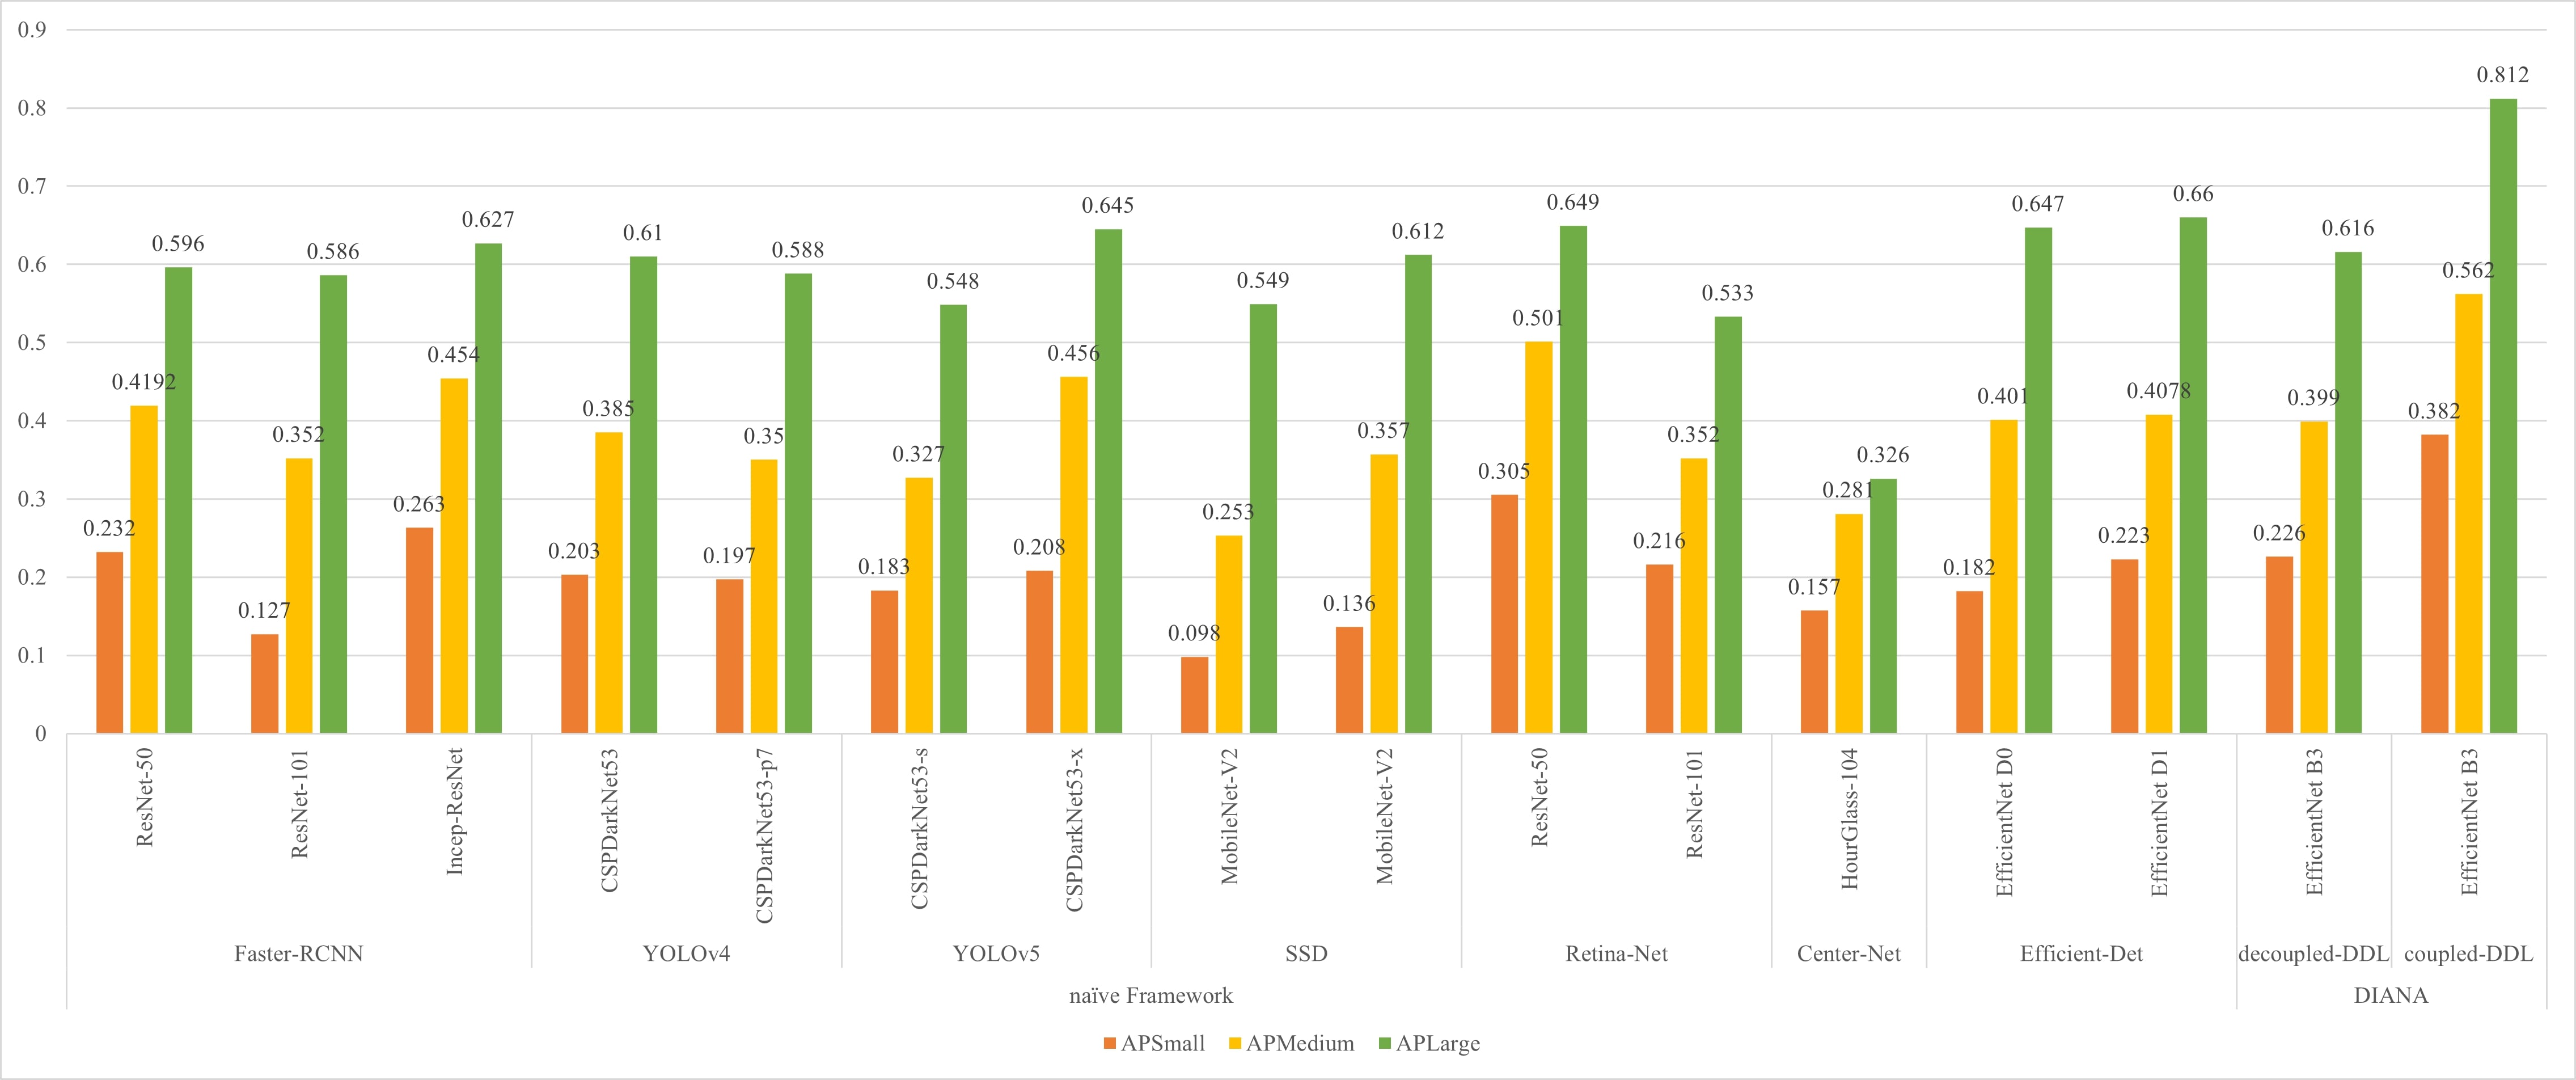 0.9
0.8
0.7
0.6
0.5
0.4
0.3
0.2
0.1
0
0.232
0.4192
0.596
0.127
0.352
0.586
0.263
0.454
0.627
0.203
0.385
0.61
0.197
0.35
0.588
0.183
0.327
0.548
0.208
0.456
0.645
0.098
0.253
0.549
0.136
0.357
0.612
0.305
0.501
0.649
0.216
0.352
0.533
0.157
0.281
0.326
0.182
0.401
0.647
0.223
0.4078
0.66
0.226
0.399
0.616
0.382
0.562
0.812
ResNet-50
ResNet-101
Incep-ResNet
CSPDarkNet53
CSPDarkNet53-p7
CSPDarkNet53-s
CSPDarkNet53-x
MobileNet-V2
MobileNet-V2
ResNet-50
ResNet-101
HourGlass-104
EfficientNet D0
EfficientNet D1
EfficientNet B3
EfficientNet B3
Faster-RCNN
YOLOv4
YOLOv5
SSD
Retina-Net
Center-Net
Efficient-Det
decoupled-DDL
coupled-DDL
naïve Framework
DIANA
APSmall
APMedium
APLarge